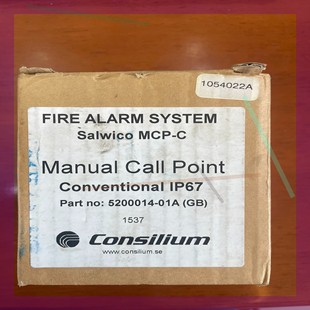 1054022A
FIRE ALARM SYSTEM
Salwico MCP-C
Manual Call Point
Conventional IP67
Part no: 5200014-01A (GB)
1537
Consilium
www.consilium.se